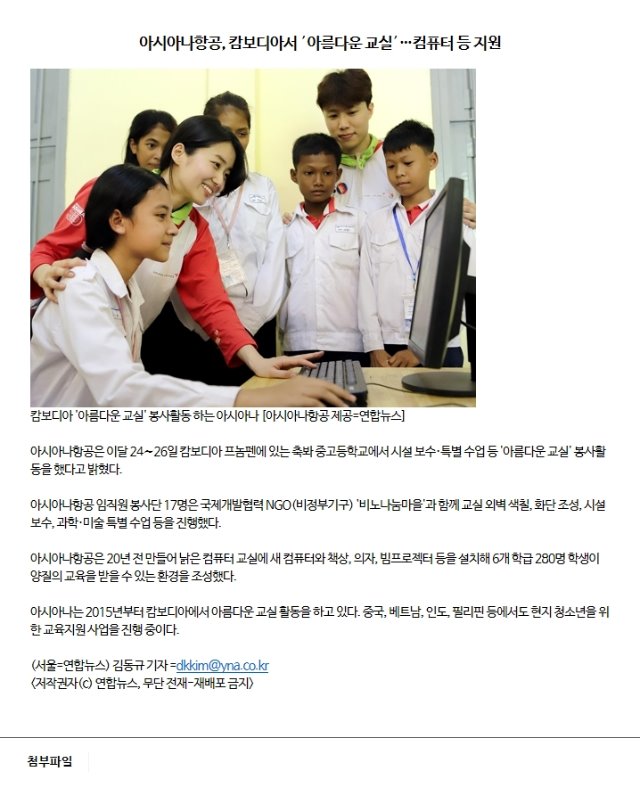 아시아나항공, 캄보디아서 ´아름다운 교실´…컴퓨터 등 지원
캄보디아 '아름다운 교실' 봉사활동 하는 아시아나 [아시아나항공 제공=연합뉴스]
아시아나항공은 이달 24∼26일 캄보디아 프놈펜에 있는 축봐 중고등학교에서 시설 보수·특별 수업 등 '아름다운 교실' 봉사활
동을 했다고 밝혔다.
아시아나항공 임직원 봉사단 17명은 국제개발협력 NGO(비정부기구) '비노나눔마을'과 함께 교실 외벽 색칠, 화단 조성, 시설
보수, 과학·미술 특별 수업 등을 진행했다.
아시아나항공은 20년 전 만들어 낡은 컴퓨터 교실에 새 컴퓨터와 책상, 의자, 빔프로젝터 등을 설치해 6개 학급 280명 학생이
양질의 교육을 받을 수 있는 환경을 조성했다.
아시아나는 2015년부터 캄보디아에서 아름다운 교실 활동을 하고 있다. 중국, 베트남, 인도, 필리핀 등에서도 현지 청소년을 위
한 교육지원 사업을 진행 중이다.
(서울=연합뉴스) 김동규 기자 =dkkim@yna.co.kr
<저작권자(c) 연합뉴스, 무단 전재-재배포 금지>
첨부파일